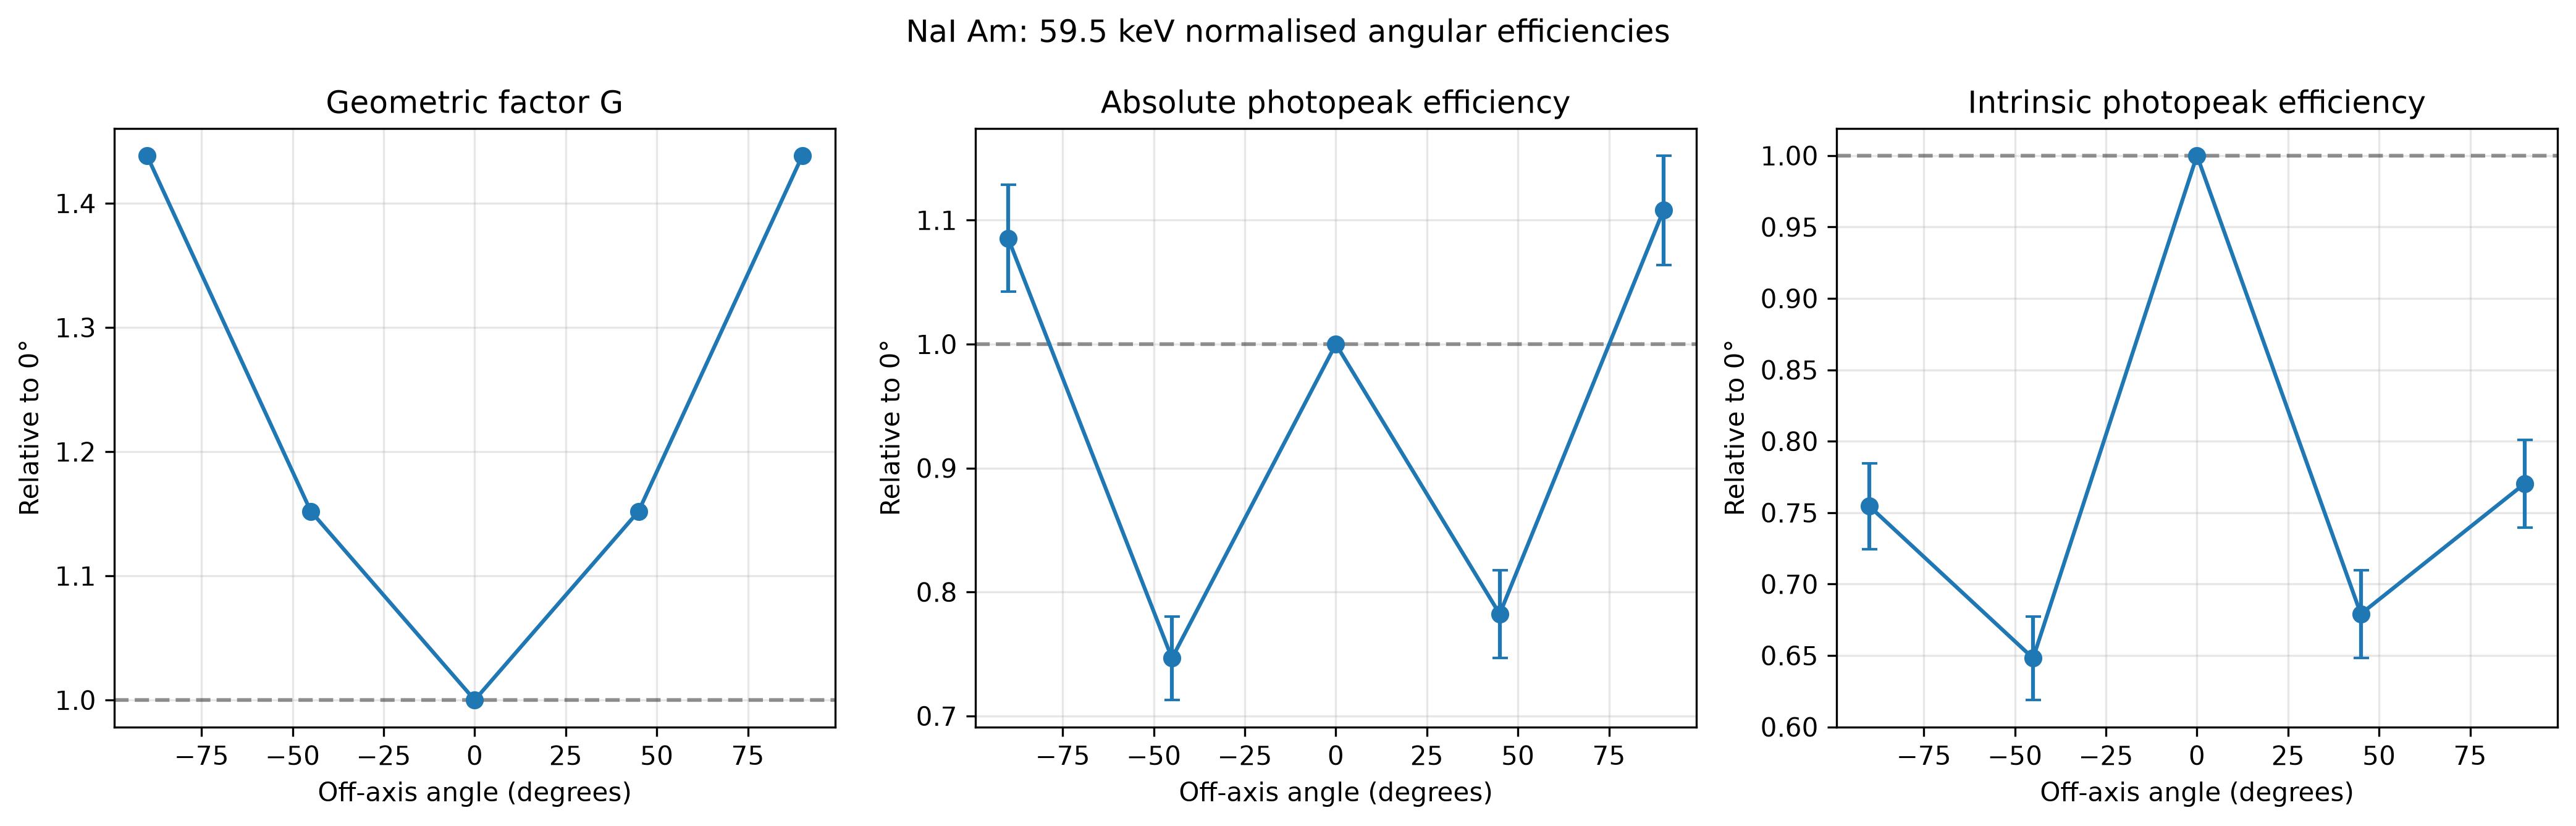 NaI Am: 59.5 keV normalised angular efficiencies
Geometric factor G
Relative to 0°
1.4
1.3
1.2
1.1
1.0
−75 −50 −25 0 25 50 75
Off-axis angle (degrees)
Absolute photopeak efficiency
Relative to 0°
1.1
1.0
0.9
0.8
0.7
−75 −50 −25 0 25 50 75
Off-axis angle (degrees)
Intrinsic photopeak efficiency
Relative to 0°
1.00
0.95
0.90
0.85
0.80
0.75
0.70
0.65
0.60
−75 −50 −25 0 25 50 75
Off-axis angle (degrees)